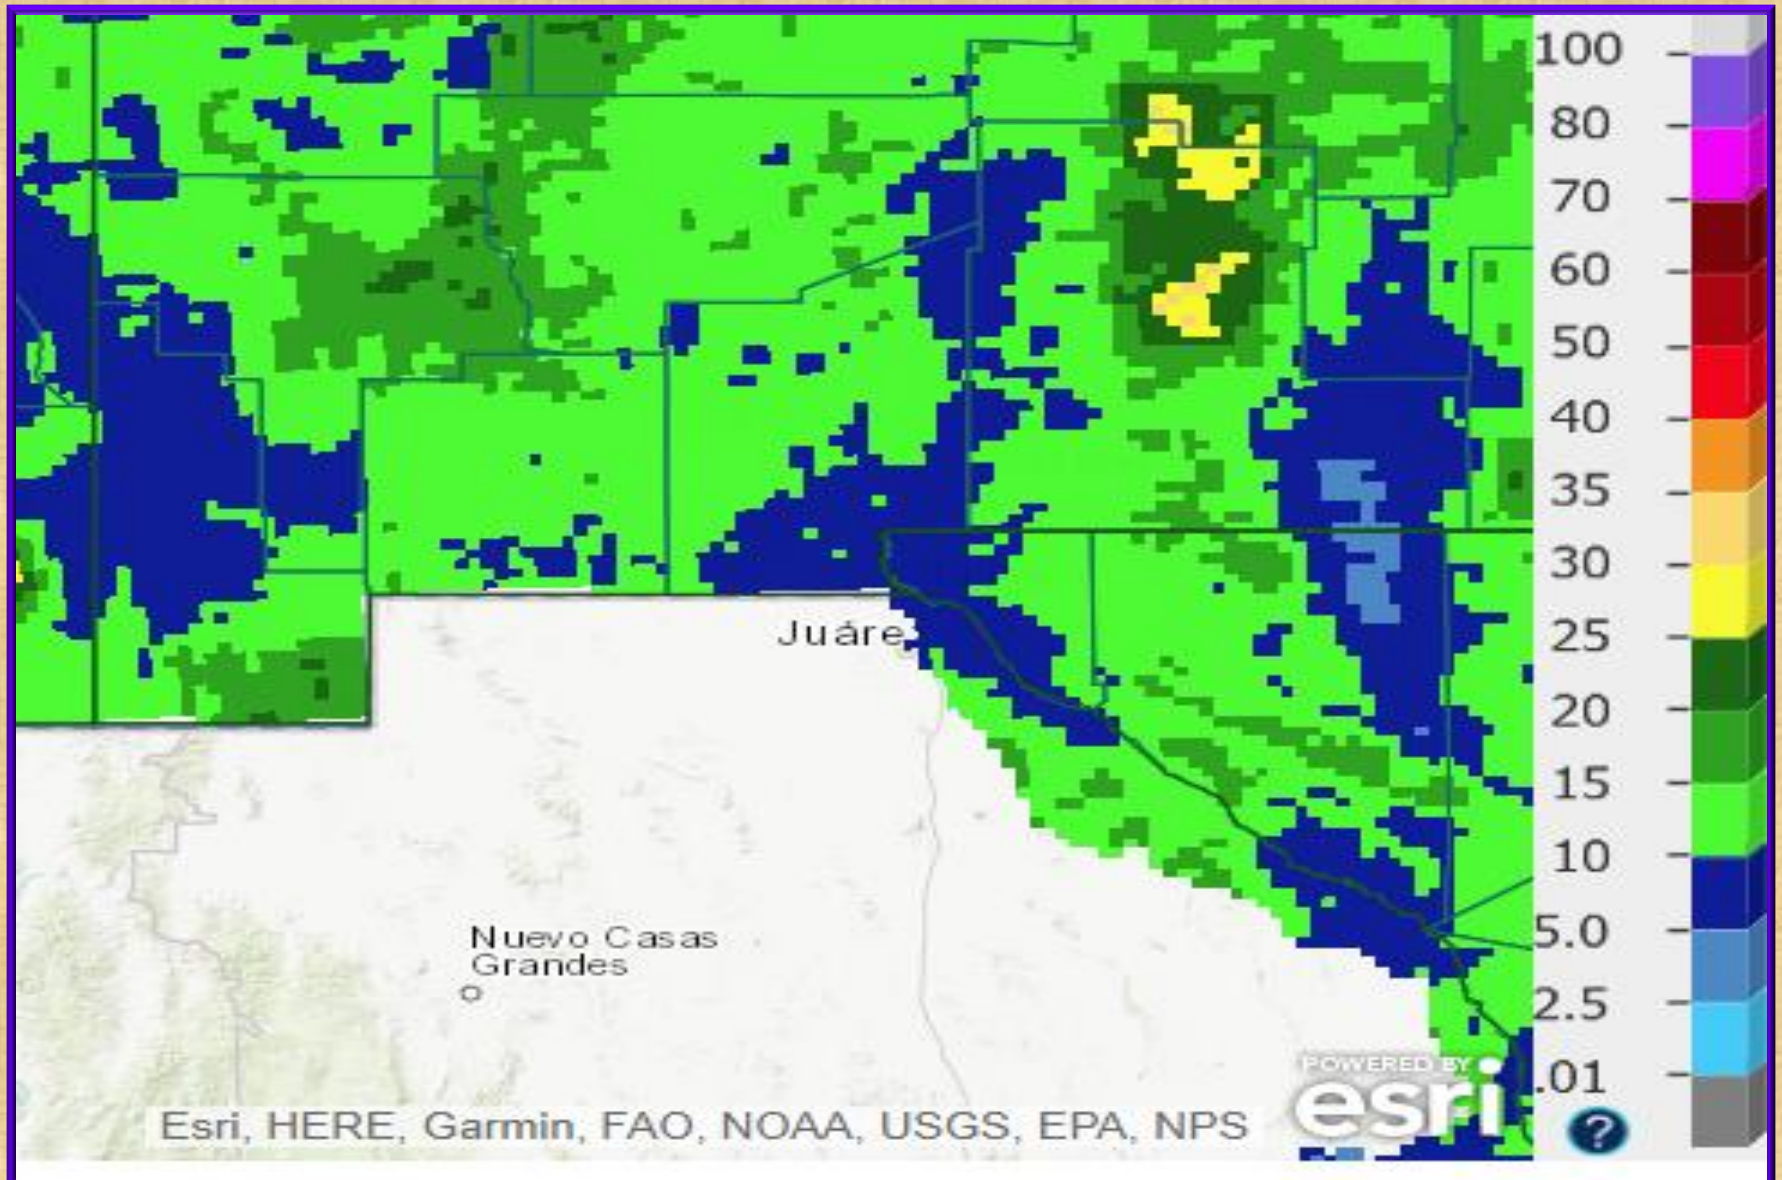 100
80
70
60
50
40
35
30
25
20
15
10
5.0
2.5
.01
Juáre
Nuevo Casas
Grandes
POWERED BY
esri
Esri, HERE, Garmin, FAO, NOAA, USGS, EPA, NPS
?